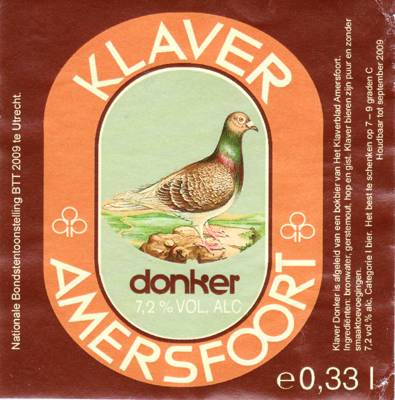 KLAVER
donker
7,2 % VOL. ALC
AMERSFOORT
Nationale Bondstentoonstelling BTT 2009 te Utrecht.
Klaver Donker is afgeleid van een bokbier van Het Klaverblad Amersfoort.
Ingrediënten: bronwater, gerstemout, hop en gist. Klaver bieren zijn puur en zonder
smaaktoevoegingen.
7,2 vol.% alc. Categorie I bier. Het best te schenken op 7 – 9 graden C
Houdbaar tot september 2009
e 0,33 l